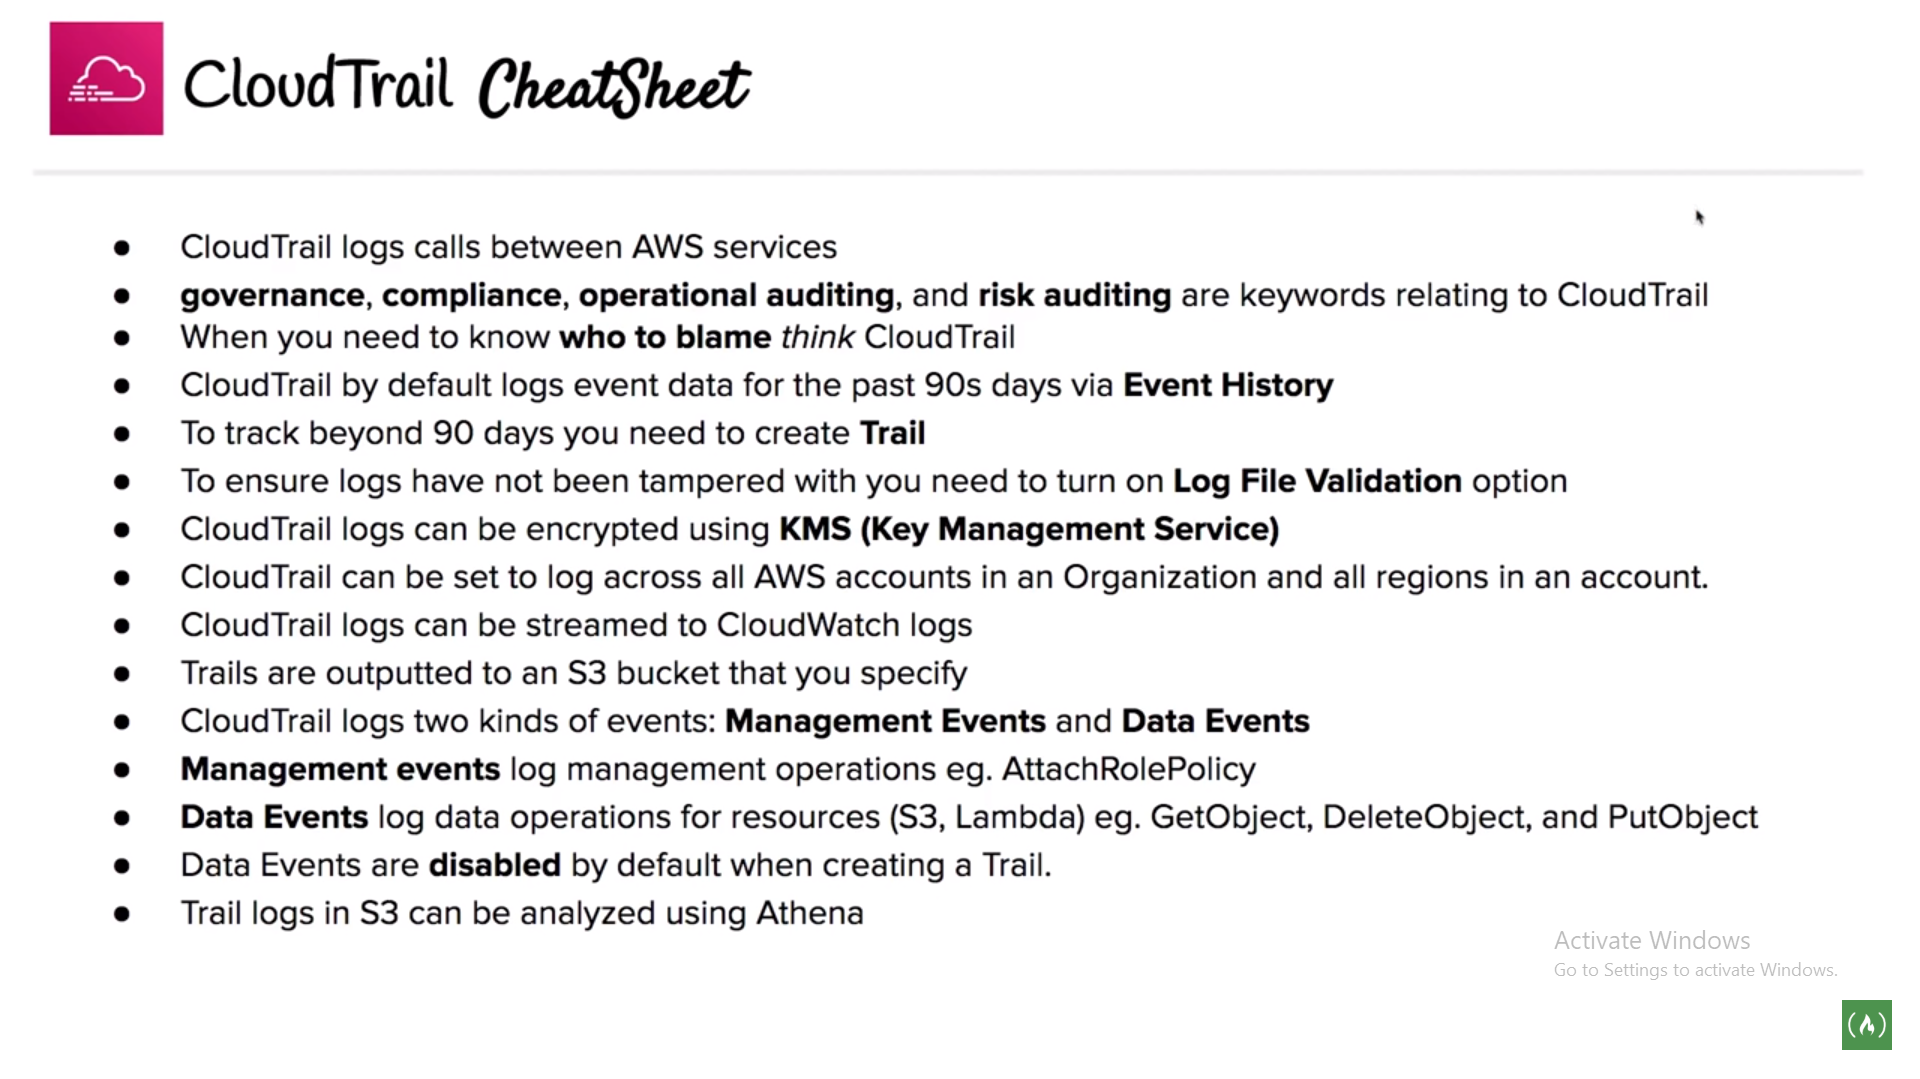 CloudTrail CheatSheet
● CloudTrail logs calls between AWS services
● governance, compliance, operational auditing, and risk auditing are keywords relating to CloudTrail
● When you need to know who to blame think CloudTrail
● CloudTrail by default logs event data for the past 90s days via Event History
● To track beyond 90 days you need to create Trail
● To ensure logs have not been tampered with you need to turn on Log File Validation option
● CloudTrail logs can be encrypted using KMS (Key Management Service)
● CloudTrail can be set to log across all AWS accounts in an Organization and all regions in an account.
● CloudTrail logs can be streamed to CloudWatch logs
● Trails are outputted to an S3 bucket that you specify
● CloudTrail logs two kinds of events: Management Events and Data Events
● Management events log management operations eg. AttachRolePolicy
● Data Events log data operations for resources (S3, Lambda) eg. GetObject, DeleteObject, and PutObject
● Data Events are disabled by default when creating a Trail.
● Trail logs in S3 can be analyzed using Athena
Activate Windows
Go to Settings to activate Windows.